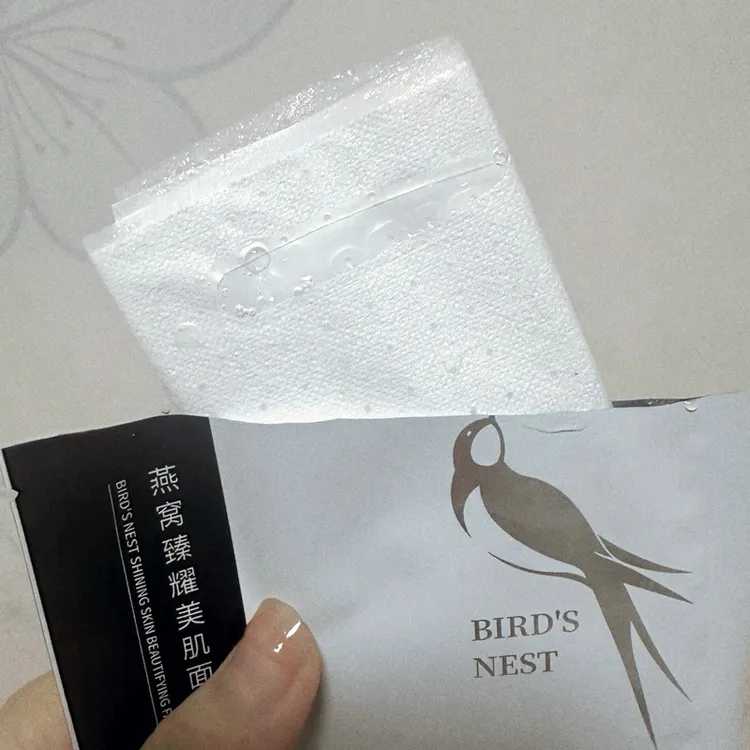 燕窝臻耀美肌面
BIRD'S NEST SHINING SKIN BEAUTIFYING
BIRD'S
NEST